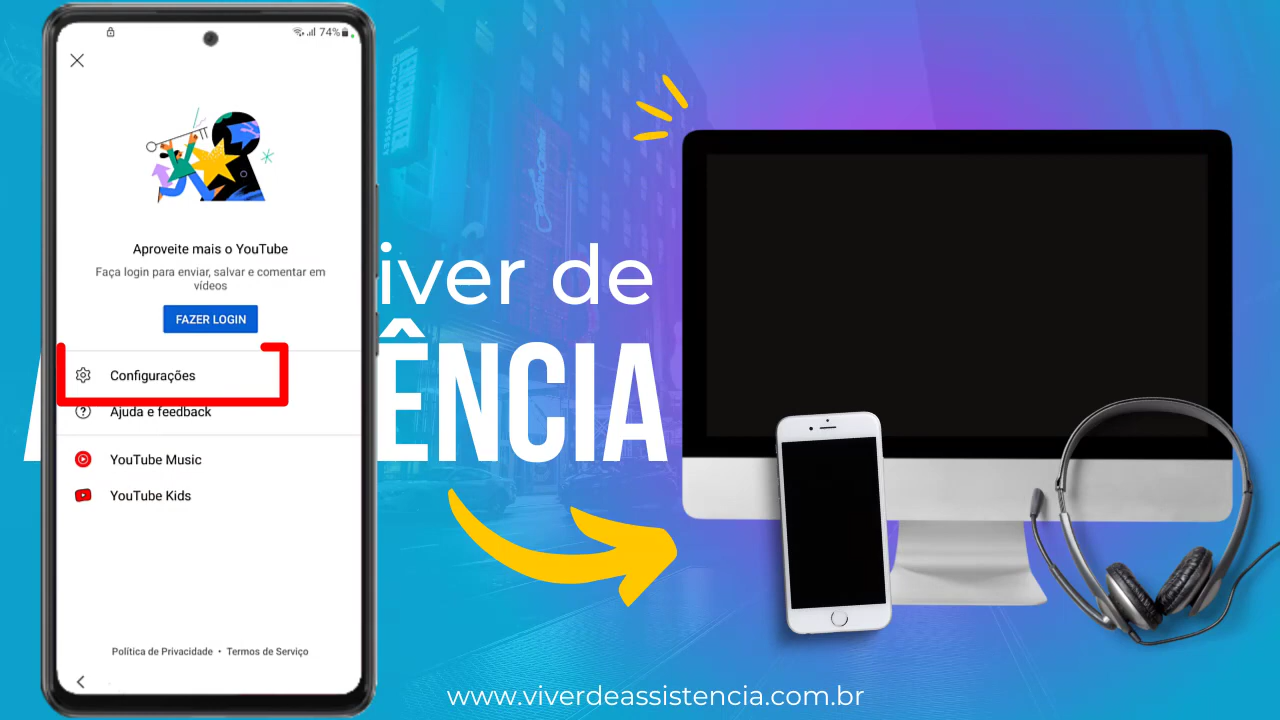 74%
Aproveite mais o YouTube
Faça login para enviar, salvar e comentar em
vídeos
FAZER LOGIN
Configurações
Ajuda e feedback
YouTube Music
YouTube Kids
Política de Privacidade • Termos de Serviço
iver de
ÊNCIA
www.viverdeassistencia.com.br